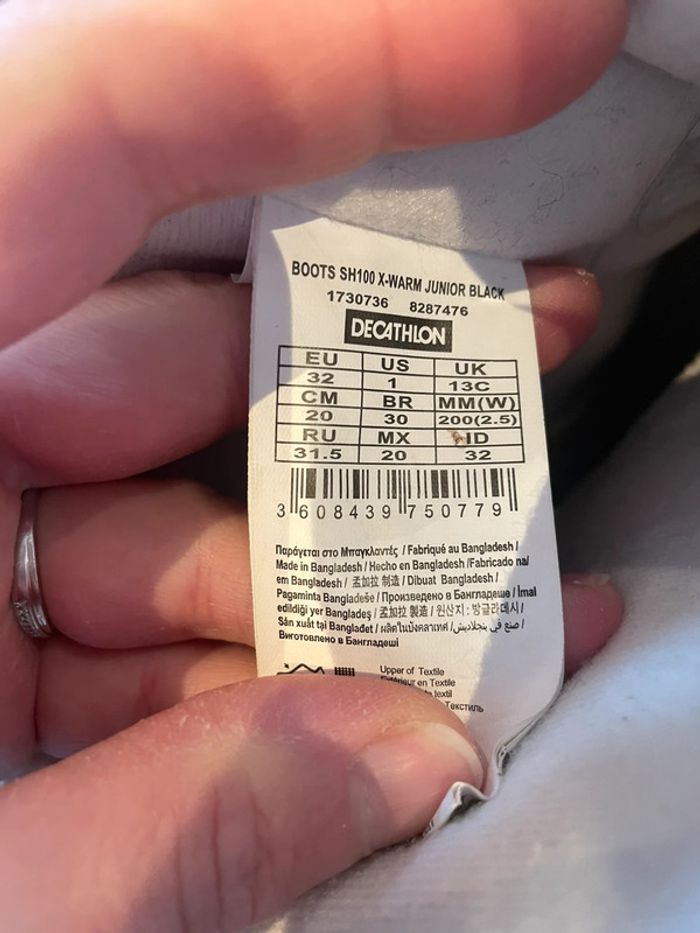 BOOTS SH100 X-WARM JUNIOR BLACK
1730736 8287476
DECATHLON
EU US UK
32 1 13C
CM BR MM(W)
20 30 200(2.5)
RU MX ID
31.5 20 32
3 608439 750779
Παράγεται στο Μπαγκλαντές / Fabriqué au Bangladesh /
Made in Bangladesh / Hecho en Bangladesh /Fabricado na/
em Bangladesh / 孟加拉 制造 / Dibuat Bangladesh /
Pagaminta Bangladeše / Произведено в Бангладеше / İmal
edildiği yer Bangladeş / 孟加拉 製造 / 원산지 : 방글라데시 /
Sản xuất tại Bangladet / ผลิตในบังคลาเทศ / صنع في بنجلاديش /
Виготовлено в Бангладеші
Upper of Textile
Extérieur en Textile
textil
Текстиль